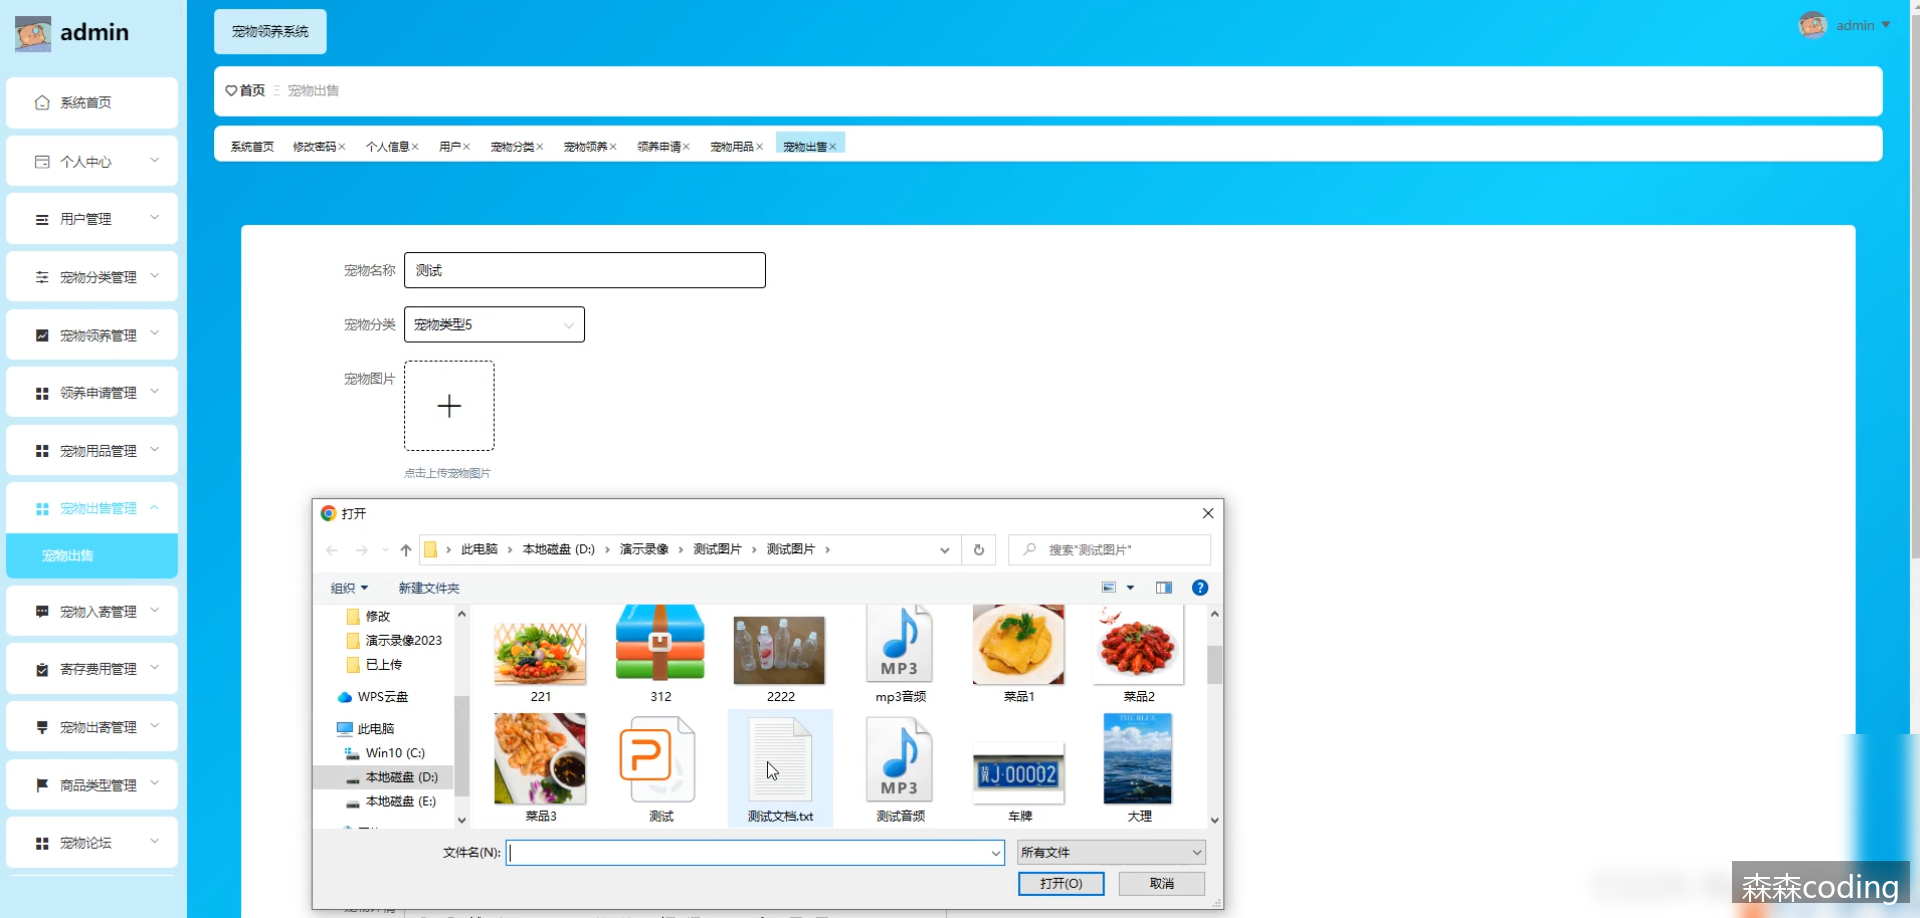 admin
宠物领养系统
admin
首页
宠物出售
系统首页 修改密码× 个人信息× 用户× 宠物分类× 宠物领养× 领养申请× 宠物用品× 宠物出售×
系统首页
个人中心
用户管理
宠物分类管理
宠物领养管理
领养申请管理
宠物用品管理
宠物出售管理
宠物出售
宠物入寄管理
寄存费用管理
宠物出寄管理
商品类型管理
宠物论坛
宠物名称 测试
宠物分类 宠物类型5
宠物图片
点击上传宠物图片
打开
此电脑 › 本地磁盘 (D:) › 演示录像 › 测试图片 › 测试图片 ›
搜索"测试图片"
组织 新建文件夹
修改
演示录像2023
已上传
WPS云盘
此电脑
Win10 (C:)
本地磁盘 (D:)
本地磁盘 (E:)
MP3
221 312 2222 mp3音频 菜品1 菜品2
THE BLUE
MP3
冀J·00002
菜品3 测试 测试文档.txt 测试音频 车牌 大理
文件名(N):
所有文件
打开(O) 取消
森森coding